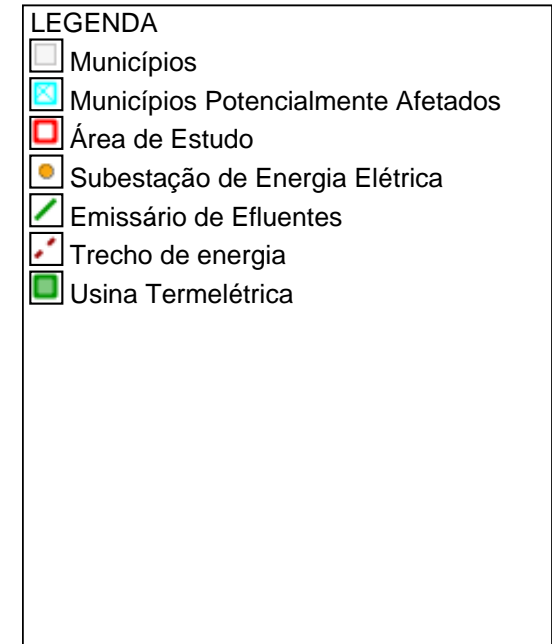 LEGENDA
Municípios
Municípios Potencialmente Afetados
Área de Estudo
Subestação de Energia Elétrica
Emissário de Efluentes
Trecho de energia
Usina Termelétrica